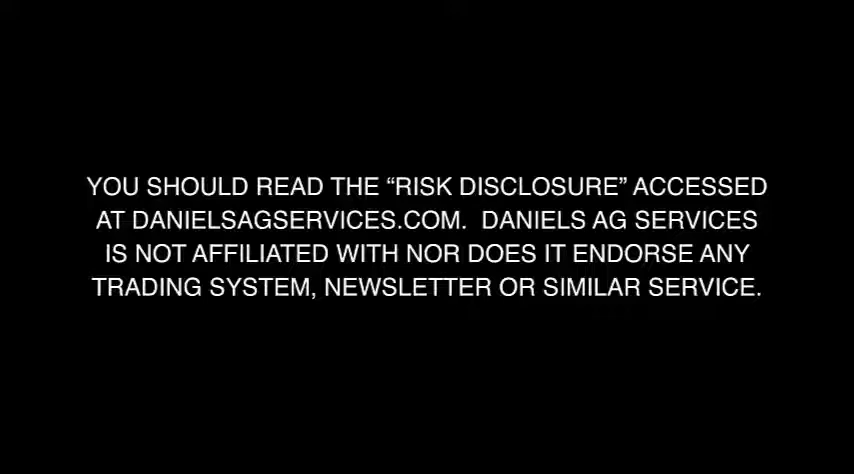 YOU SHOULD READ THE “RISK DISCLOSURE” ACCESSED
AT DANIELSAGSERVICES.COM.  DANIELS AG SERVICES
IS NOT AFFILIATED WITH NOR DOES IT ENDORSE ANY
TRADING SYSTEM, NEWSLETTER OR SIMILAR SERVICE.